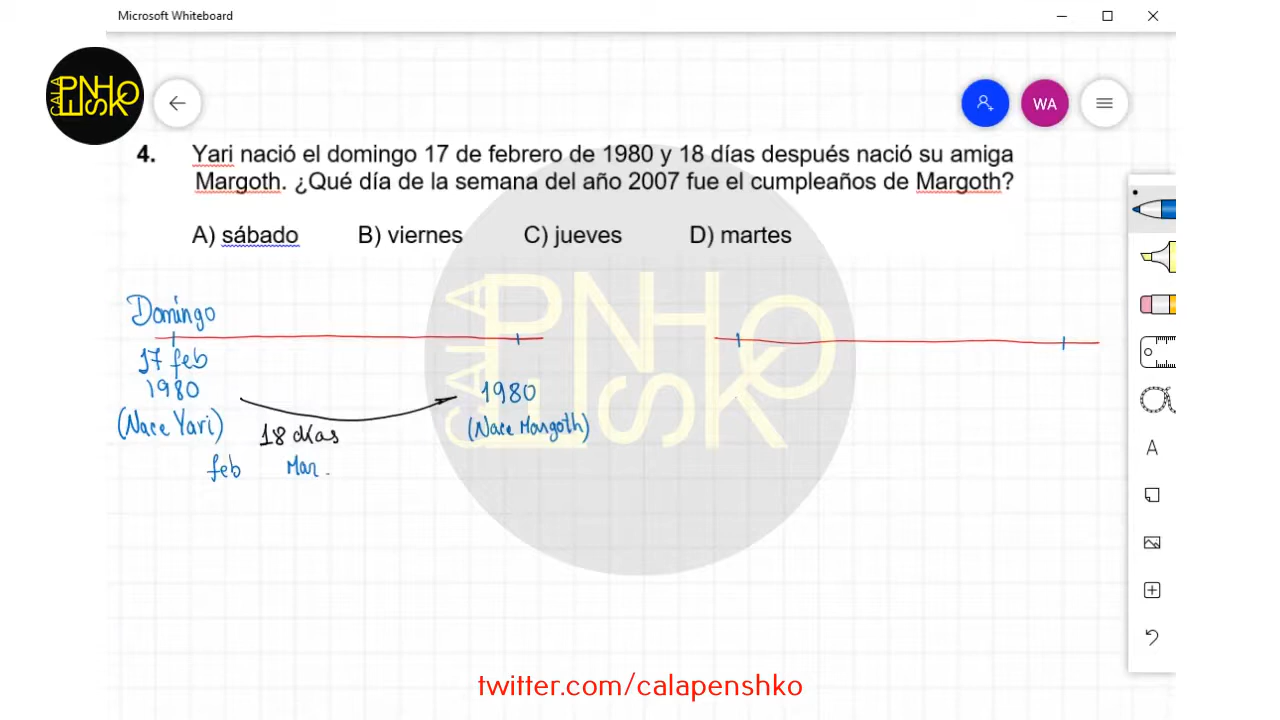 Microsoft Whiteboard
CALA
PENHOSK
WA
4. Yari nació el domingo 17 de febrero de 1980 y 18 días después nació su amiga
Margoth. ¿Qué día de la semana del año 2007 fue el cumpleaños de Margoth?
A) sábado B) viernes C) jueves D) martes
Domingo
17 feb
1980
1980
(Nace Yari)
(Nace Margoth)
18 días
feb Mar.
A
twitter.com/calapenshko